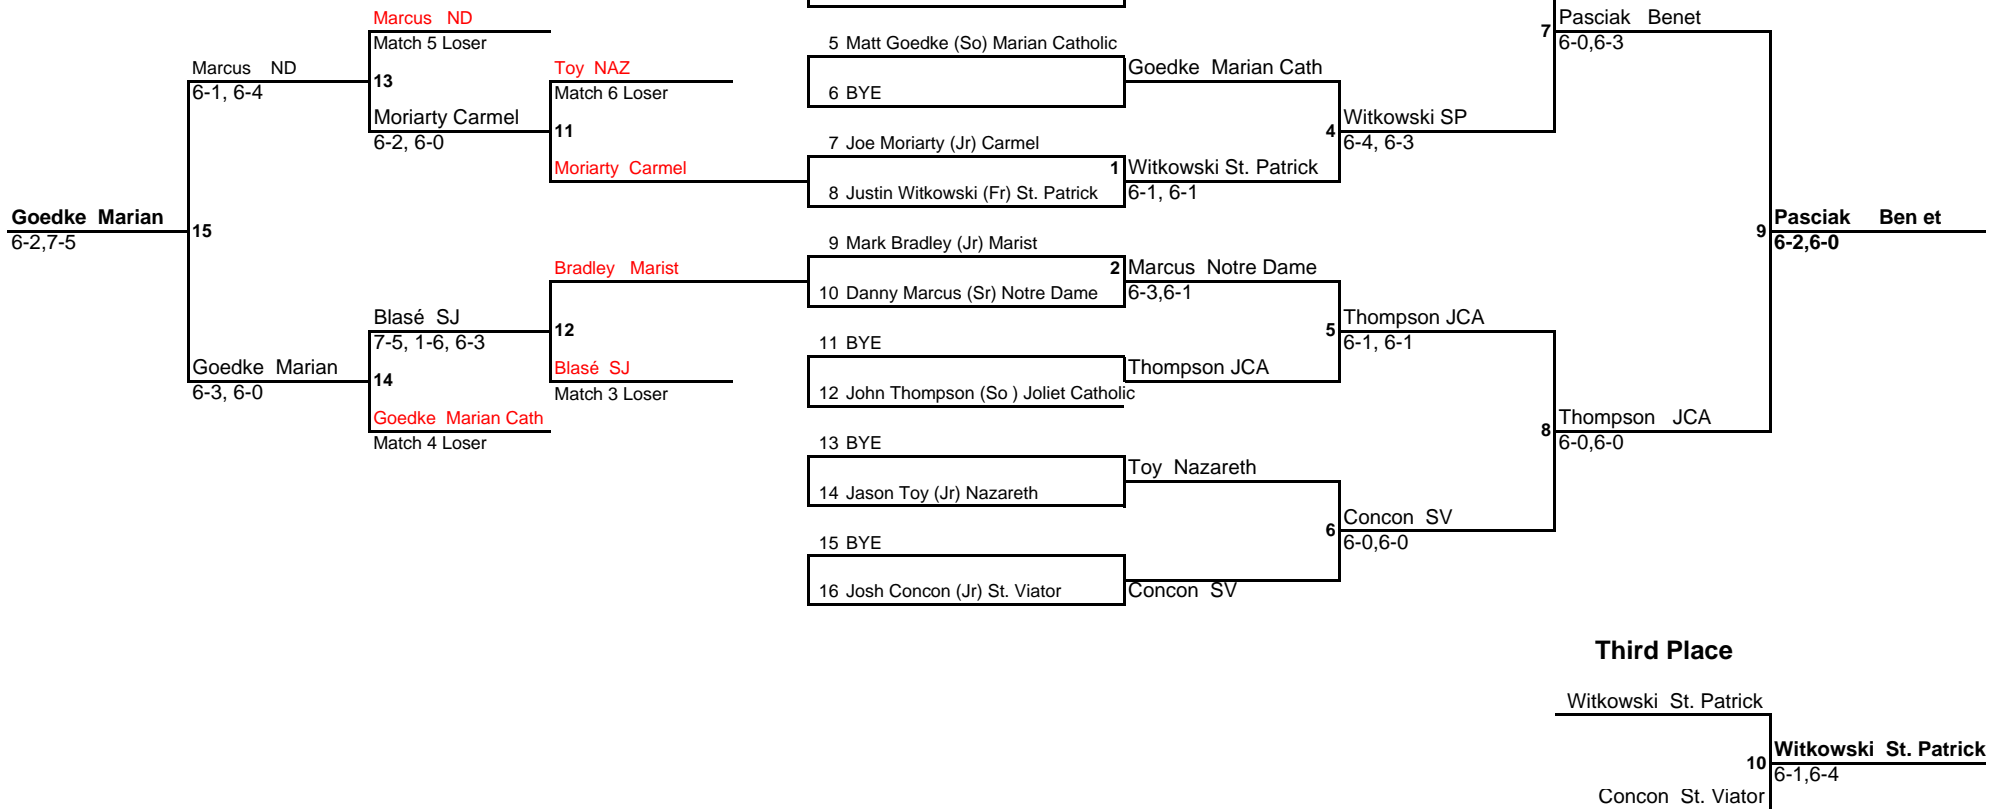 Marcus ND
Match 5 Loser
Marcus ND
6-1, 6-4
13
Moriarty Carmel
6-2, 6-0
Toy NAZ
Match 6 Loser
11
Moriarty Carmel
Goedke Marian
6-2,7-5
15
Bradley Marist
Blasé SJ
7-5, 1-6, 6-3
12
Blasé SJ
Match 3 Loser
Goedke Marian
6-3, 6-0
14
Goedke Marian Cath
Match 4 Loser
5 Matt Goedke (So) Marian Catholic
6 BYE
7 Joe Moriarty (Jr) Carmel
8 Justin Witkowski (Fr) St. Patrick
9 Mark Bradley (Jr) Marist
10 Danny Marcus (Sr) Notre Dame
11 BYE
12 John Thompson (So ) Joliet Catholic
13 BYE
14 Jason Toy (Jr) Nazareth
15 BYE
16 Josh Concon (Jr) St. Viator
Goedke Marian Cath
1 Witkowski St. Patrick
6-1, 6-1
2 Marcus Notre Dame
6-3,6-1
Thompson JCA
Toy Nazareth
Concon SV
4 Witkowski SP
6-4, 6-3
5 Thompson JCA
6-1, 6-1
6 Concon SV
6-0,6-0
7 Pasciak Benet
6-0,6-3
8 Thompson JCA
6-0,6-0
9 Pasciak Ben et
6-2,6-0
Third Place
Witkowski St. Patrick
10 Witkowski St. Patrick
6-1,6-4
Concon St. Viator